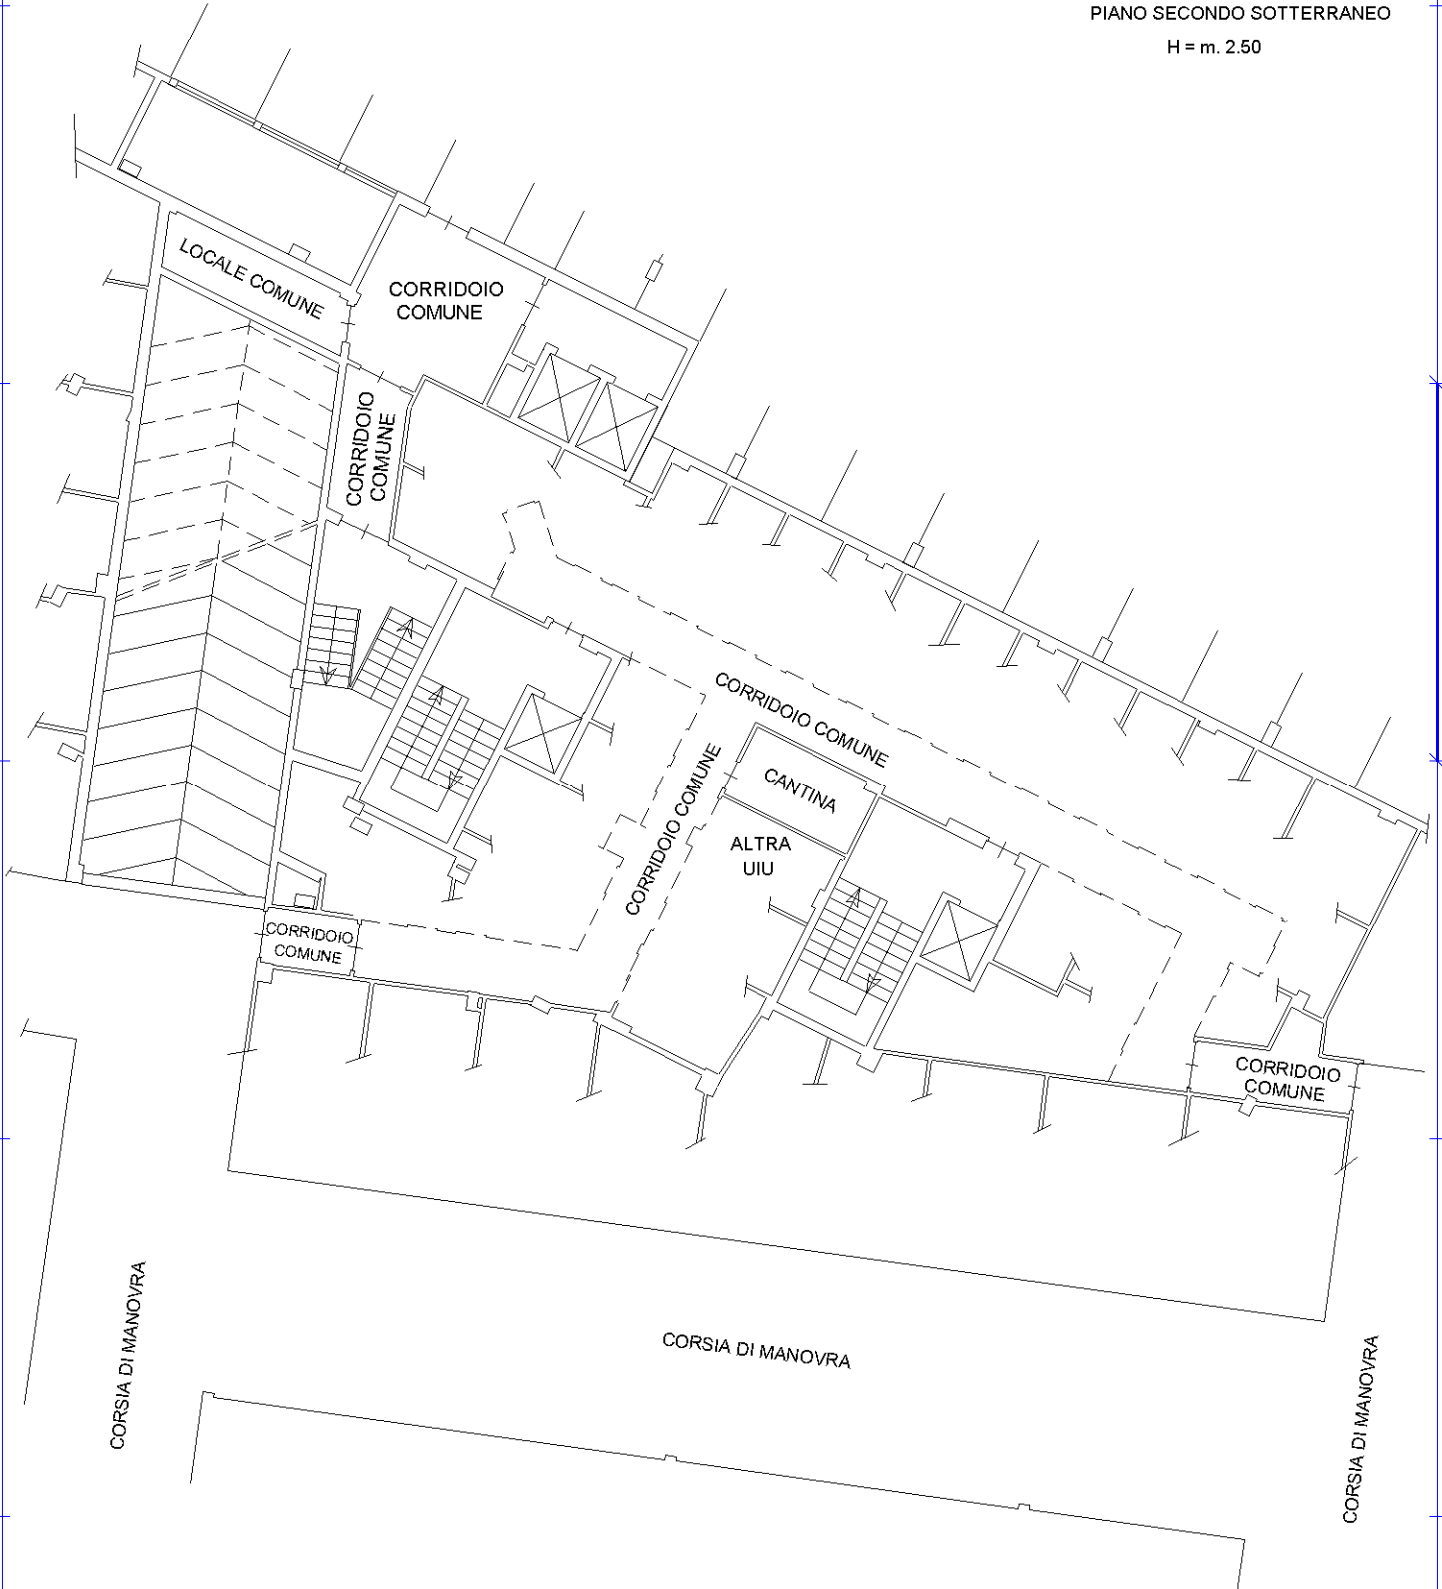 PIANO SECONDO SOTTERRANEO
H = m. 2.50
LOCALE COMUNE
CORRIDOIO
COMUNE
CORRIDOIO
COMUNE
CORRIDOIO COMUNE
CORRIDOIO COMUNE
CANTINA
ALTRA
UIU
CORRIDOIO
COMUNE
CORRIDOIO
COMUNE
CORSIA DI MANOVRA
CORSIA DI MANOVRA
CORSIA DI MANOVRA